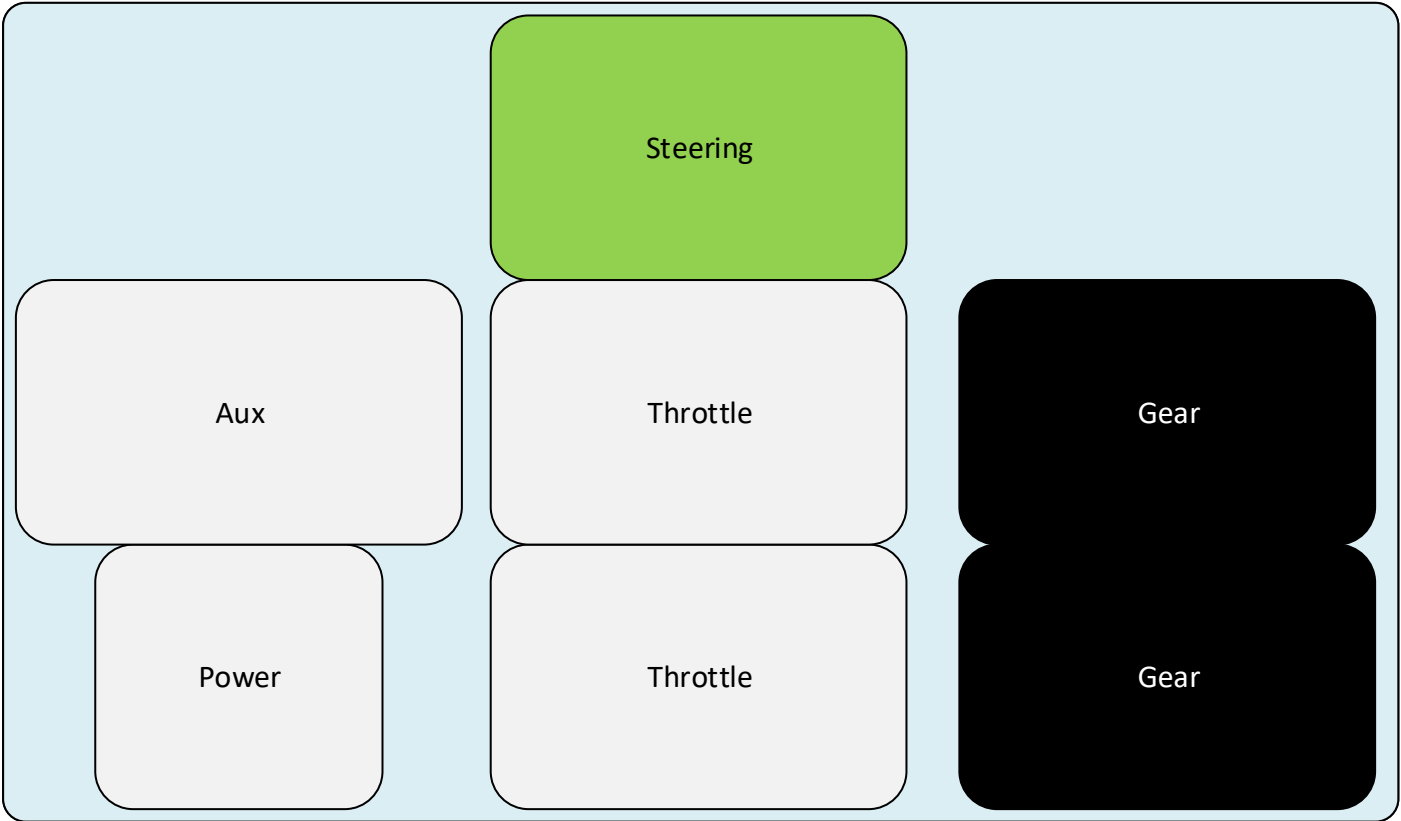 Steering
Aux
Throttle
Gear
Power
Throttle
Gear